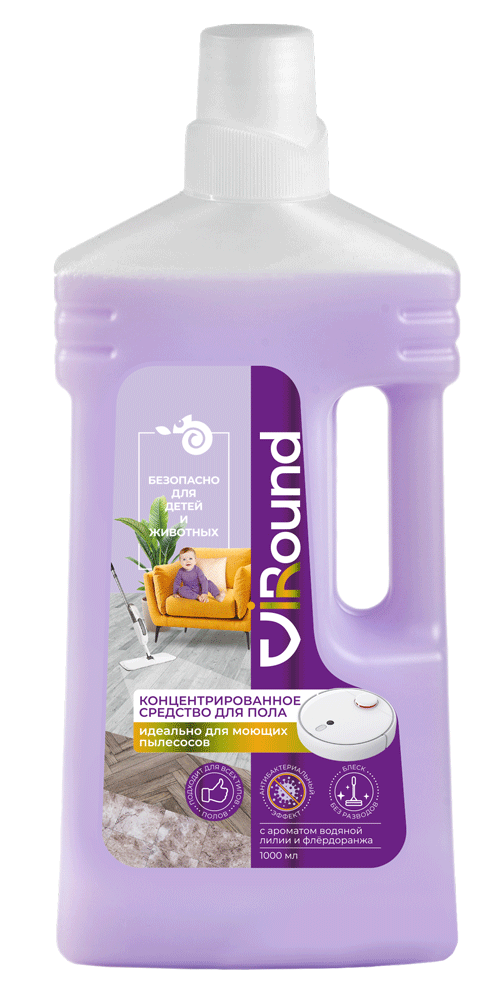 БЕЗОПАСНО
ДЛЯ
ДЕТЕЙ
И
ЖИВОТНЫХ
ViRound
КОНЦЕНТРИРОВАННОЕ
СРЕДСТВО ДЛЯ ПОЛА
идеально для моющих
пылесосов
ПОДХОДИТ ДЛЯ ВСЕХ ТИПОВ
ПОЛОВ
АНТИБАКТЕРИАЛЬНЫЙ
ЭФФЕКТ
БЛЕСК
БЕЗ РАЗВОДОВ
с ароматом водяной
лилии и флёрдоранжа
1000 мл